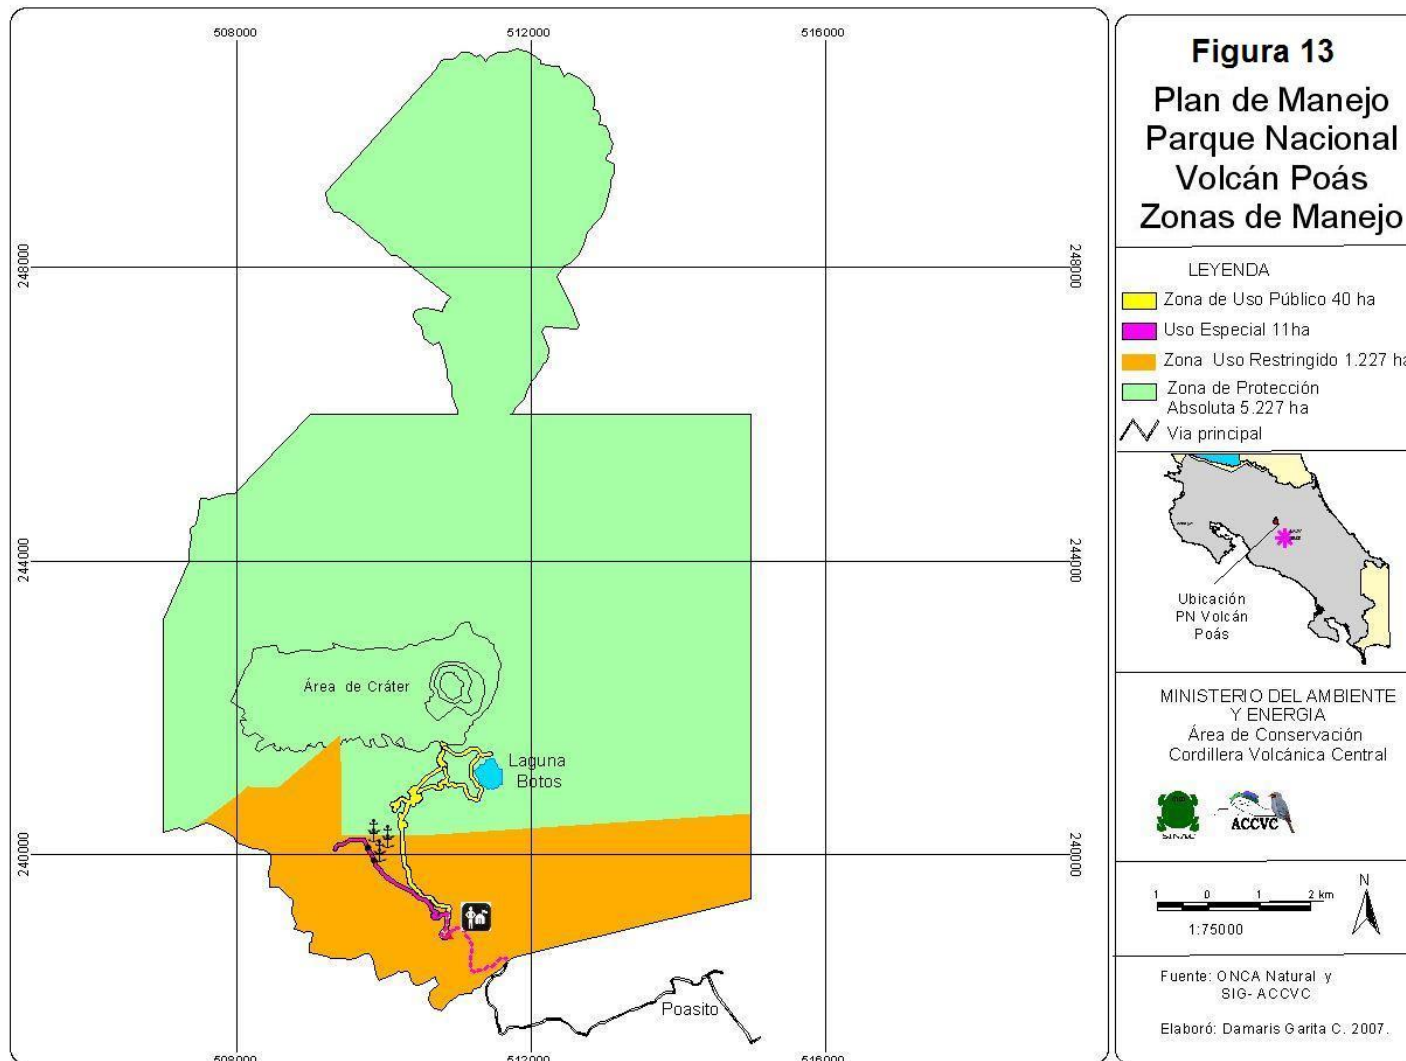 508000
512000
516000
248000
248000
244000
244000
240000
240000
Área de Cráter
Laguna
Botos
Poasito
508000
512000
516000
Figura 13
Plan de Manejo
Parque Nacional
Volcán Poás
Zonas de Manejo
LEYENDA
Zona de Uso Público 40 ha
Uso Especial 11ha
Zona Uso Restringido 1.227 ha
Zona de Protección
Absoluta 5.227 ha
Via principal
Ubicación
PN Volcán
Poás
MINISTERIO DEL AMBIENTE
Y ENERGIA
Área de Conservación
Cordillera Volcánica Central
SINAC
ACCVC
N
1 0 1 2 km
1:75000
Fuente: ONCA Natural y
SIG- ACCVC
Elaboró: Damaris Garita C. 2007.